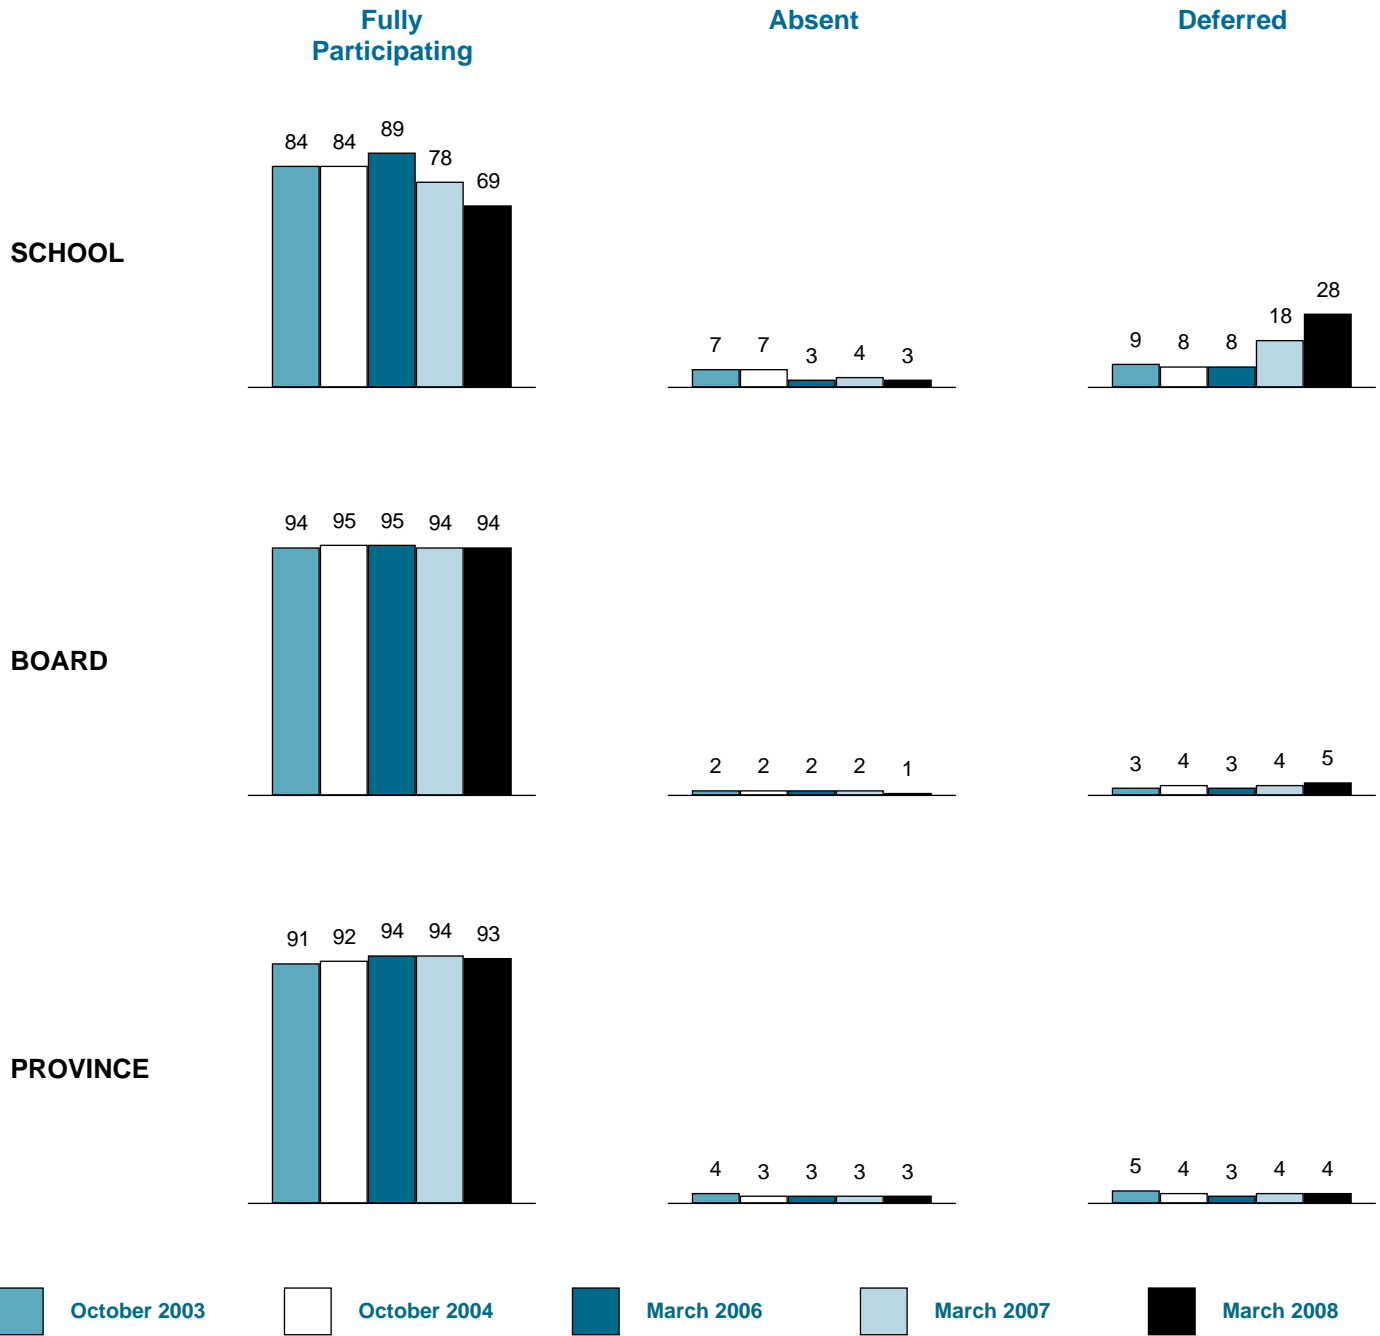 Fully
Participating
Absent
Deferred
SCHOOL
84 84 89 78 69
7 7 3 4 3
9 8 8 18 28
BOARD
94 95 95 94 94
2 2 2 2 1
3 4 3 4 5
PROVINCE
91 92 94 94 93
4 3 3 3 3
5 4 3 4 4
October 2003
October 2004
March 2006
March 2007
March 2008